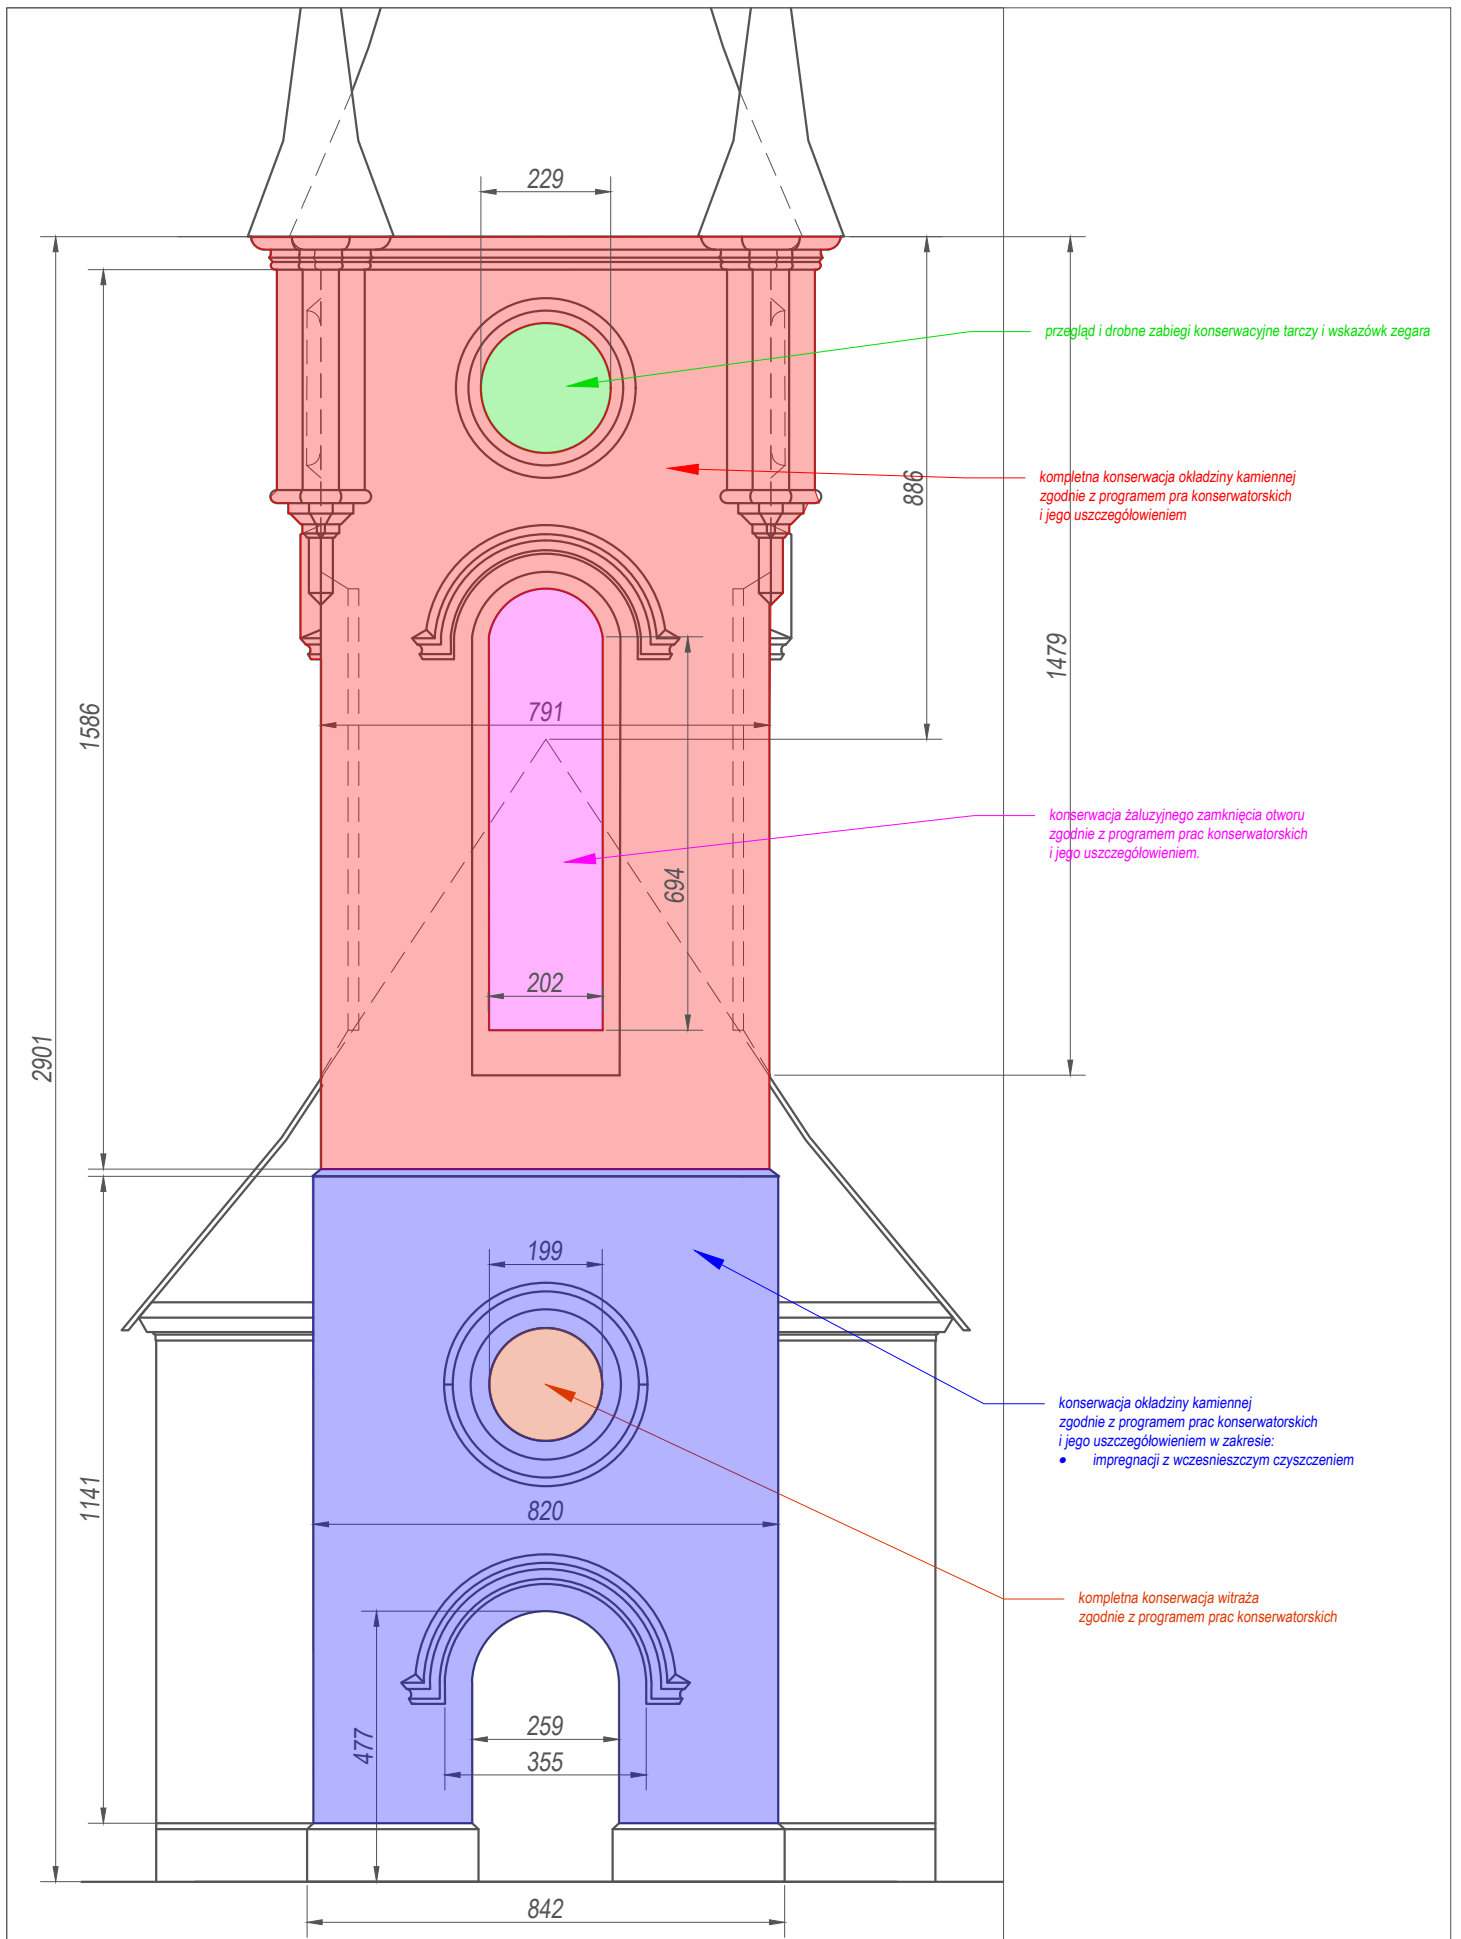 229
przegląd i drobne zabiegi konserwacyjne tarczy i wskazówk zegara
kompletna konserwacja okładziny kamiennej
zgodnie z programem pra konserwatorskich
i jego uszczegółowieniem
886
1479
1586
791
konserwacja żaluzyjnego zamknięcia otworu
zgodnie z programem prac konserwatorskich
i jego uszczegółowieniem.
694
202
2901
199
konserwacja okładziny kamiennej
zgodnie z programem prac konserwatorskich
i jego uszczegółowieniem w zakresie:
• impregnacji z wczesnieszczym czyszczeniem
1141
820
kompletna konserwacja witraża
zgodnie z programem prac konserwatorskich
477
259
355
842